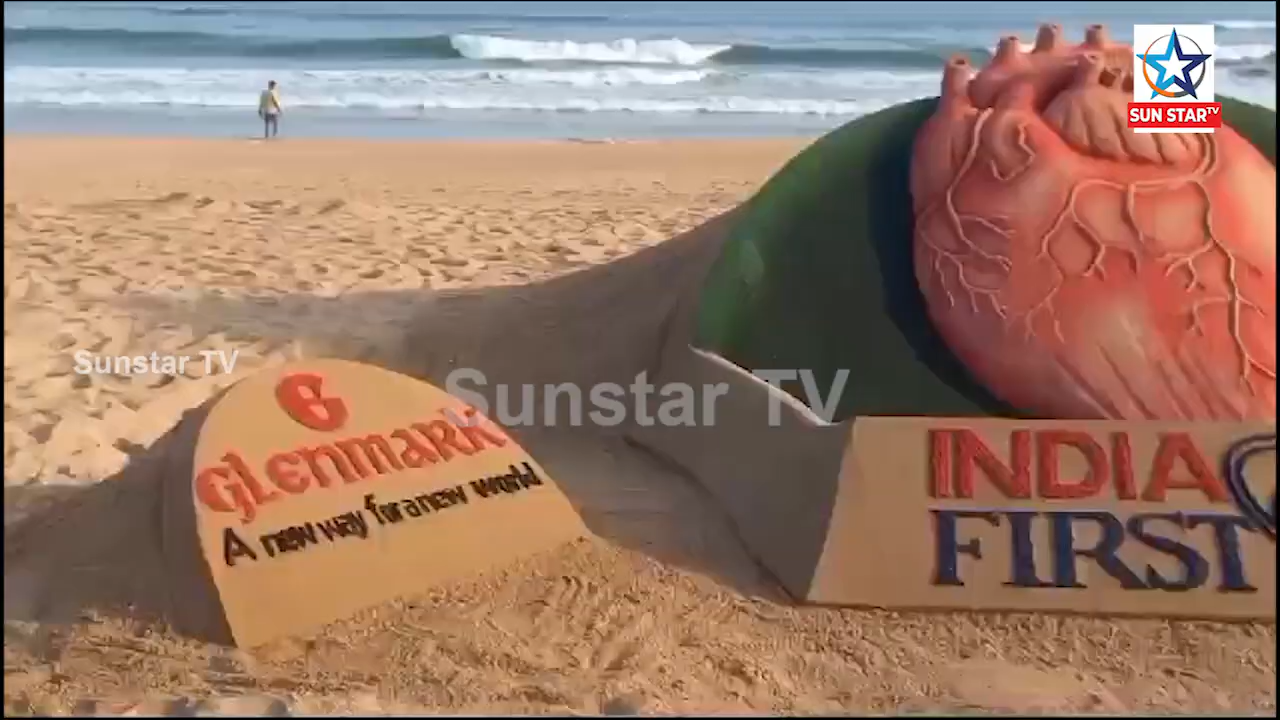 SUN STAR TV
Sunstar TV
Sunstar TV
G
Glenmark
A new way for a new world
INDIA
FIRST